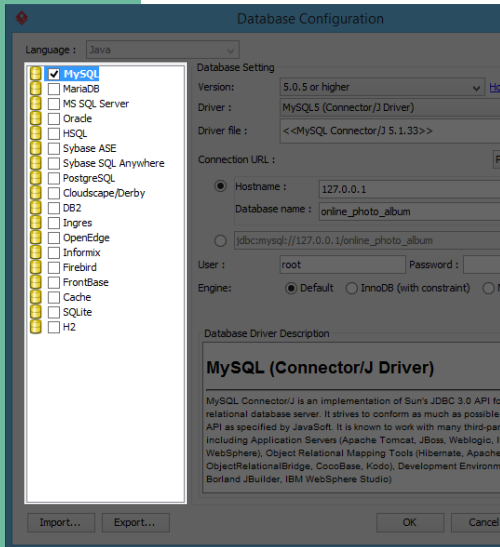 Database Configuration
Language : Java
MySQL
MariaDB
MS SQL Server
Oracle
HSQL
Sybase ASE
Sybase SQL Anywhere
PostgreSQL
Cloudscape/Derby
DB2
Ingres
OpenEdge
Informix
Firebird
FrontBase
Cache
SQLite
H2
Database Setting
Version: 5.0.5 or higher
Driver : MySQL5 (Connector/J Driver)
Driver file : <<MySQL Connector/J 5.1.33>>
Connection URL :
Hostname : 127.0.0.1
Database name : online_photo_album
jdbc:mysql://127.0.0.1/online_photo_album
User : root Password :
Engine: Default InnoDB (with constraint)
Database Driver Description
MySQL (Connector/J Driver)
MySQL Connector/J is an implementation of Sun's JDBC 3.0 API fo
relational database server. It strives to conform as much as possible
API as specified by JavaSoft. It is known to work with many third-par
including Application Servers (Apache Tomcat, JBoss, Weblogic, I
WebSphere), Object Relational Mapping Tools (Hibernate, Apache
ObjectRelationalBridge, CocoBase, Kodo), Development Environm
Borland JBuilder, IBM WebSphere Studio)
Import... Export... OK Cancel